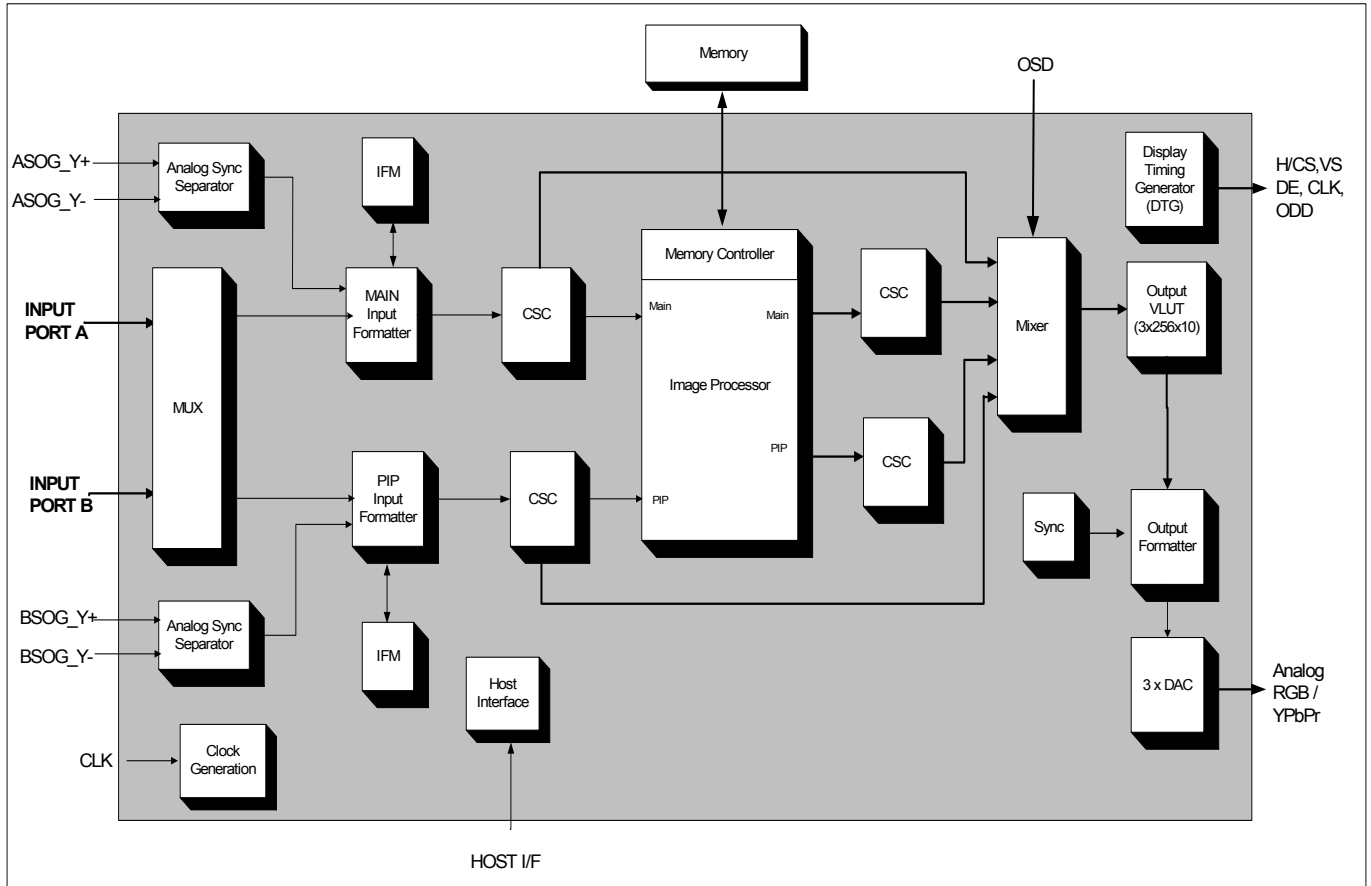 Memory
OSD
ASOG_Y+
ASOG_Y-
Analog Sync
Separator
IFM
Display
Timing
Generator
(DTG)
H/CS,VS
DE, CLK,
ODD
INPUT
PORT A
MUX
MAIN
Input
Formatter
CSC
Memory Controller
Main
Main
Image Processor
PIP
PIP
CSC
Mixer
Output
VLUT
(3x256x10)
INPUT
PORT B
PIP
Input
Formatter
CSC
CSC
Sync
Output
Formatter
BSOG_Y+
BSOG_Y-
Analog Sync
Separator
IFM
Host
Interface
3 x DAC
Analog
RGB /
YPbPr
CLK
Clock
Generation
HOST I/F